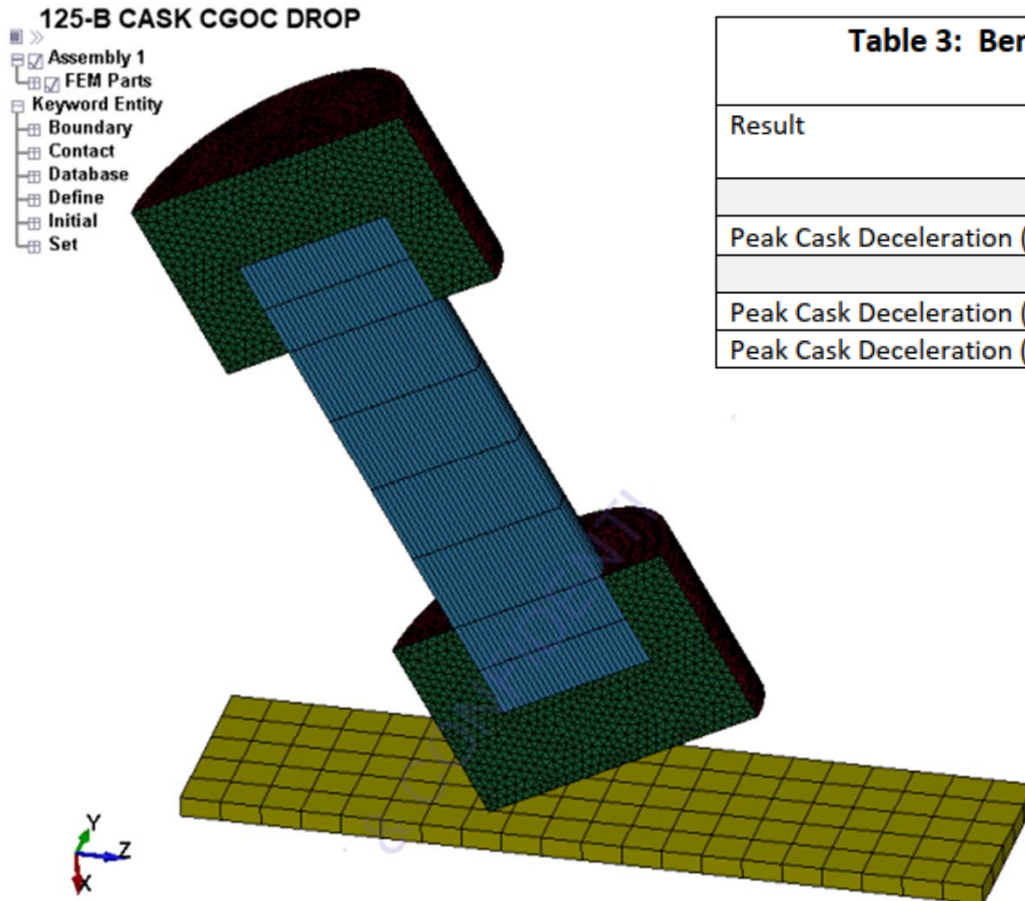 125-B CASK CGOC DROP
Assembly 1
FEM Parts
Keyword Entity
Boundary
Contact
Database
Define
Initial
Set
Table 3: Ber
Result
Peak Cask Deceleration (
Peak Cask Deceleration (
Peak Cask Deceleration (
Y
Z
X